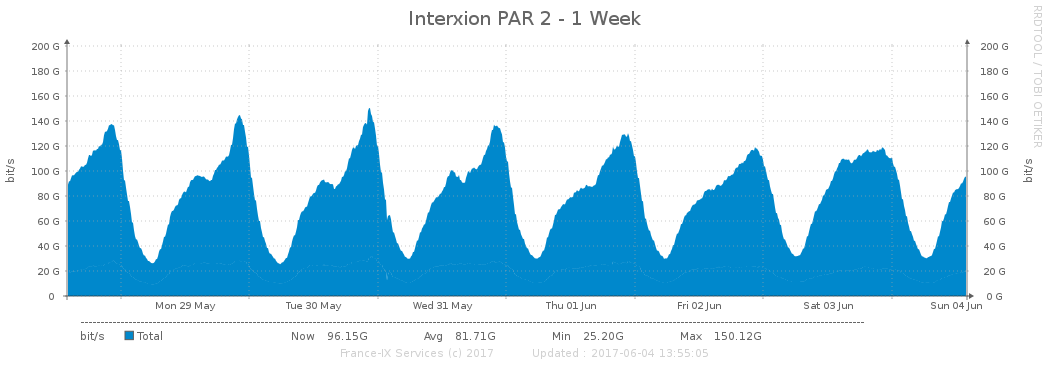 Interxion PAR 2 - 1 Week
RRDTOOL / TOBI OETIKER
200 G 200 G
180 G 180 G
160 G 160 G
140 G 140 G
120 G 120 G
100 G 100 G
80 G 80 G
60 G 60 G
40 G 40 G
20 G 20 G
0 0 G
bit/s bit/s
Mon 29 May Tue 30 May Wed 31 May Thu 01 Jun Fri 02 Jun Sat 03 Jun Sun 04 Jun
bit/s Total Now 96.15G Avg 81.71G Min 25.20G Max 150.12G
France-IX Services (c) 2017 Updated : 2017-06-04 13:55:05